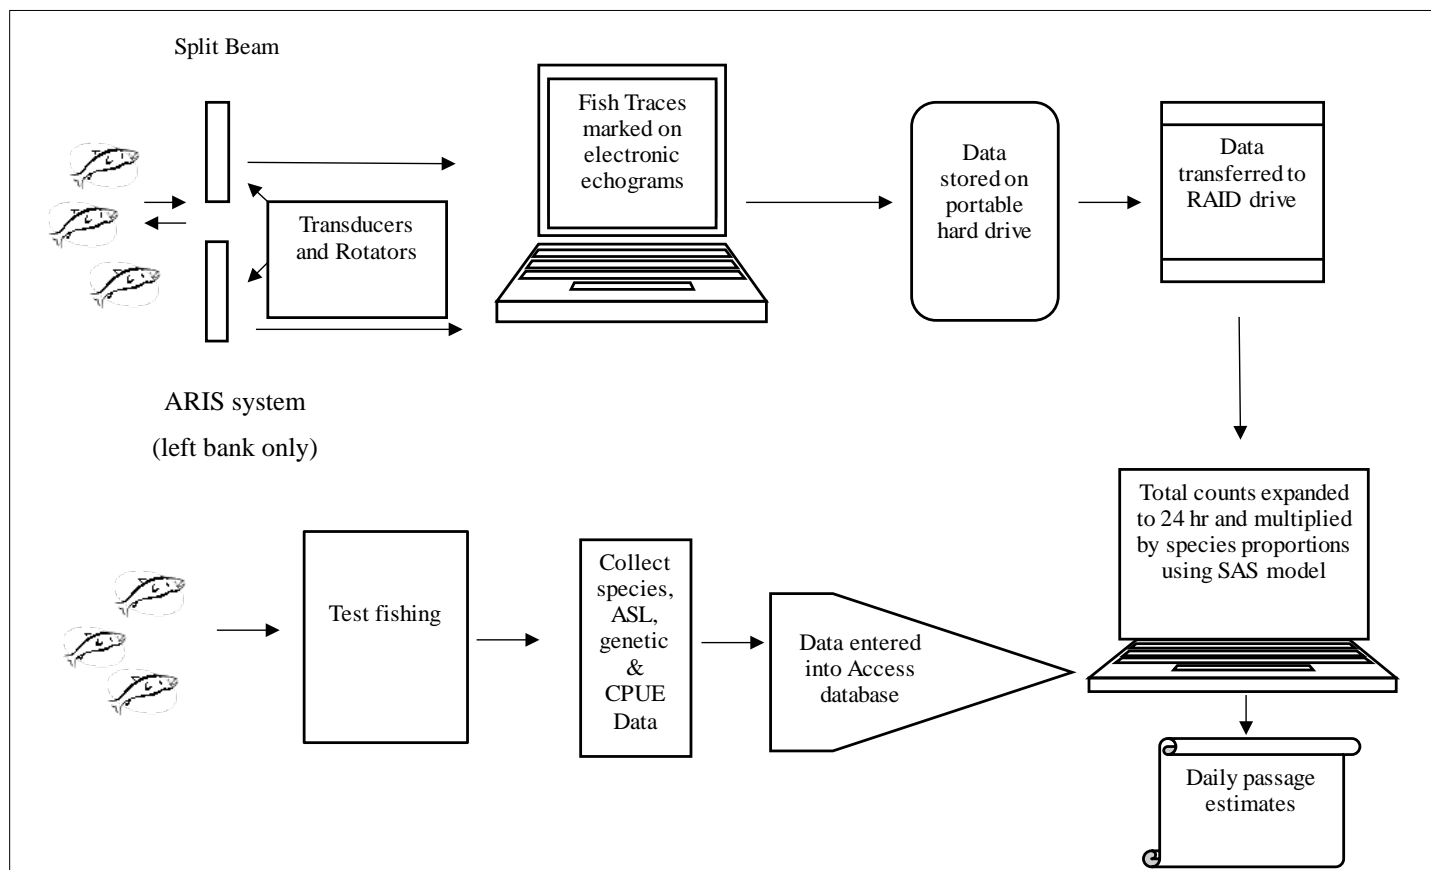 Split Beam
Fish Traces
marked on
electronic
echograms
Data
stored on
portable
hard drive
Data
transferred to
RAID drive
Transducers
and Rotators
ARIS system
(left bank only)
Test fishing
Collect
species,
ASL,
genetic
&
CPUE
Data
Data entered
into Access
database
Total counts expanded
to 24 hr and multiplied
by species proportions
using SAS model
Daily passage
estimates